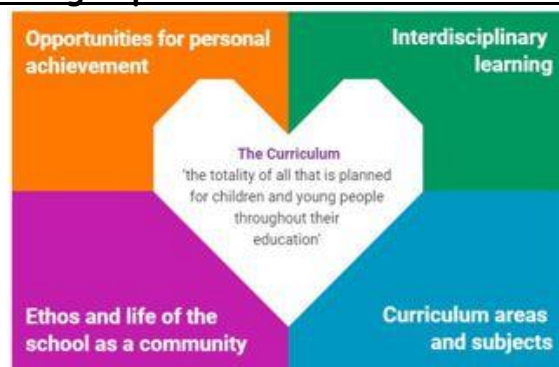 Opportunities for personal
achievement
Interdisciplinary
learning
The Curriculum
'the totality of all that is planned
for children and young people
throughout their
education'
Ethos and life of the
school as a community
Curriculum areas
and subjects